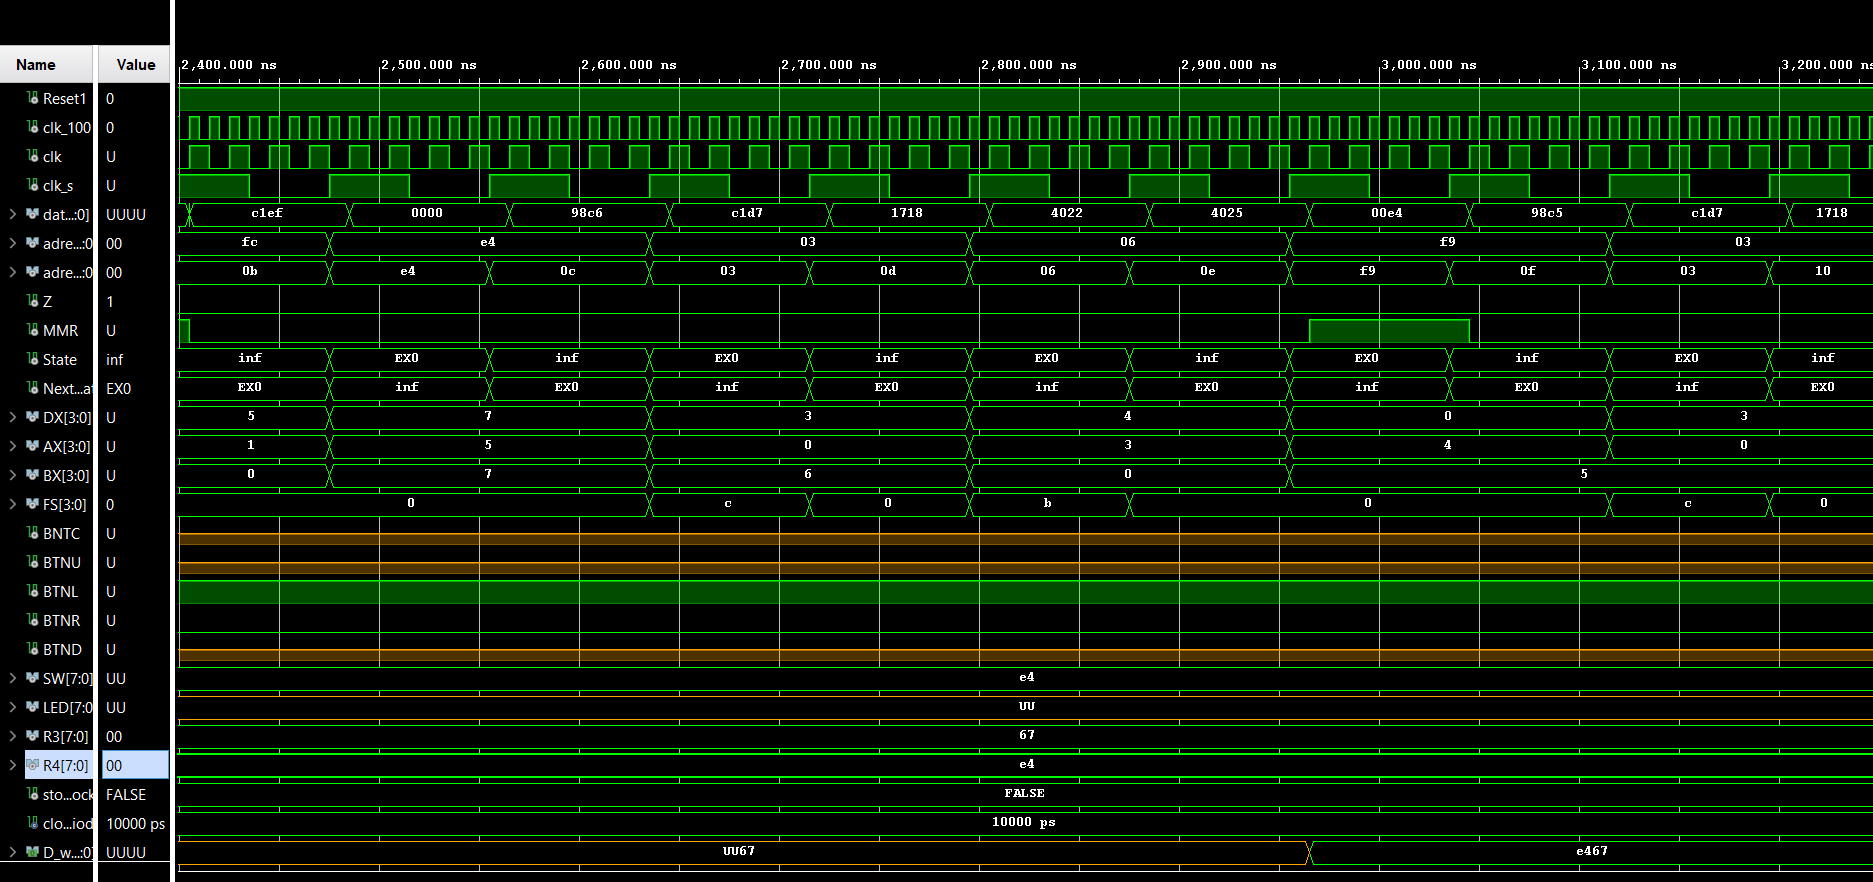 Name Value 2,400.000 ns 2,500.000 ns 2,600.000 ns 2,700.000 ns 2,800.000 ns 2,900.000 ns 3,000.000 ns 3,100.000 ns 3,200.000 ns
Reset1 0
clk_100 0
clk U
clk_s U
dat...:0] UUUU c1ef 0000 98c6 c1d7 1718 4022 4025 00e4 98c5 c1d7 1718
adre...:0 00 fc e4 03 06 f9 03
adre...:0 00 0b e4 0c 03 0d 06 0e f9 0f 03 10
Z 1
MMR U
State inf inf EX0 inf EX0 inf EX0 inf EX0 inf EX0 inf
Next...at EX0 EX0 inf EX0 inf EX0 inf EX0 inf EX0 inf EX0
DX[3:0] U 5 7 3 4 0 3
AX[3:0] U 1 5 0 3 4 0
BX[3:0] U 0 7 6 0 5
FS[3:0] 0 0 c 0 b 0 c 0
BNTC U
BTNU U
BTNL U
BTNR U
BTND U
SW[7:0] UU e4
LED[7:0 UU UU
R3[7:0] 00 67
R4[7:0] 00 e4
sto...ock FALSE FALSE
clo...iod 10000 ps 10000 ps
D_w...:0] UUUU UU67 e467